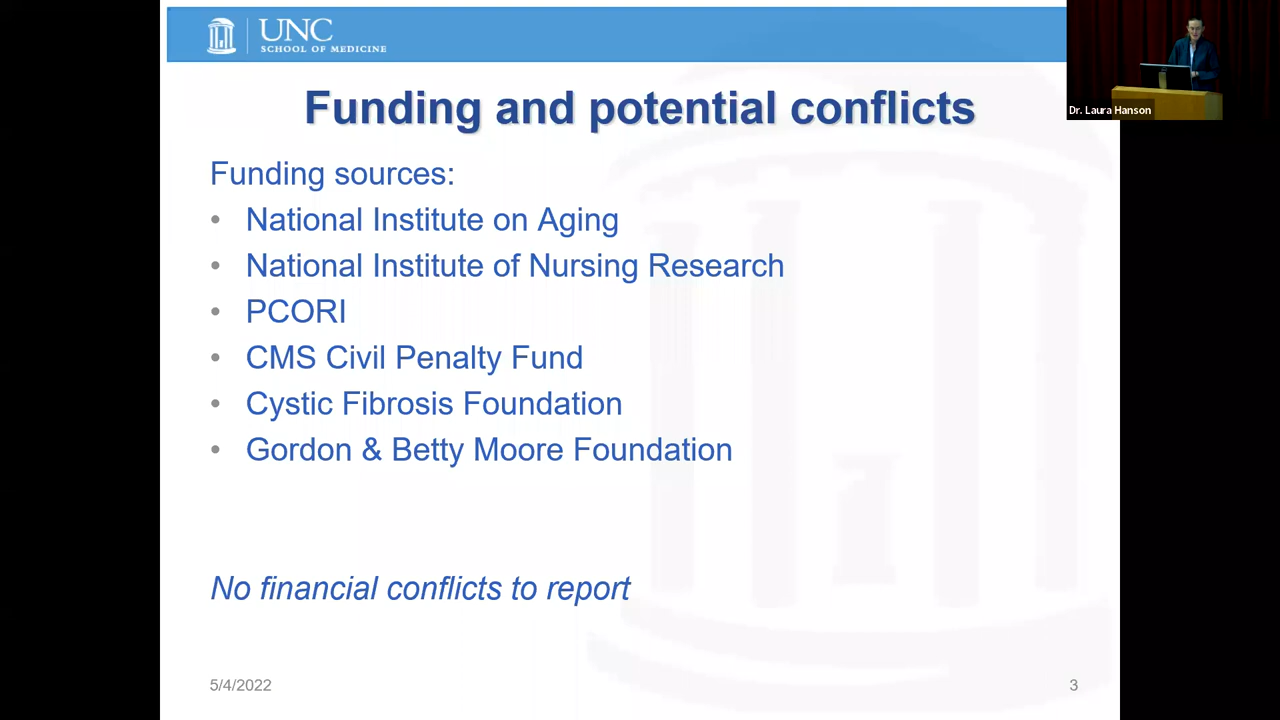 UNC
SCHOOL OF MEDICINE
Dr. Laura Hanson
Funding and potential conflicts
Funding sources:
• National Institute on Aging
• National Institute of Nursing Research
• PCORI
• CMS Civil Penalty Fund
• Cystic Fibrosis Foundation
• Gordon & Betty Moore Foundation
No financial conflicts to report
5/4/2022
3